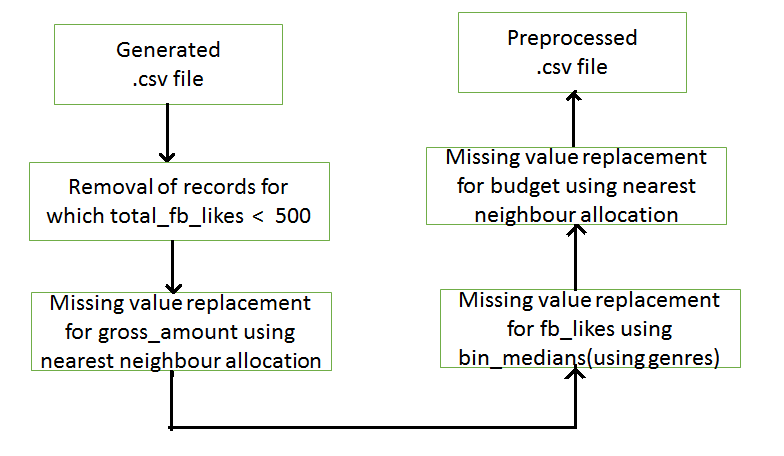 Generated
.csv file
Removal of records for
which total_fb_likes < 500
Missing value replacement
for gross_amount using
nearest neighbour allocation
Missing value replacement
for fb_likes using
bin_medians(using genres)
Missing value replacement
for budget using nearest
neighbour allocation
Preprocessed
.csv file